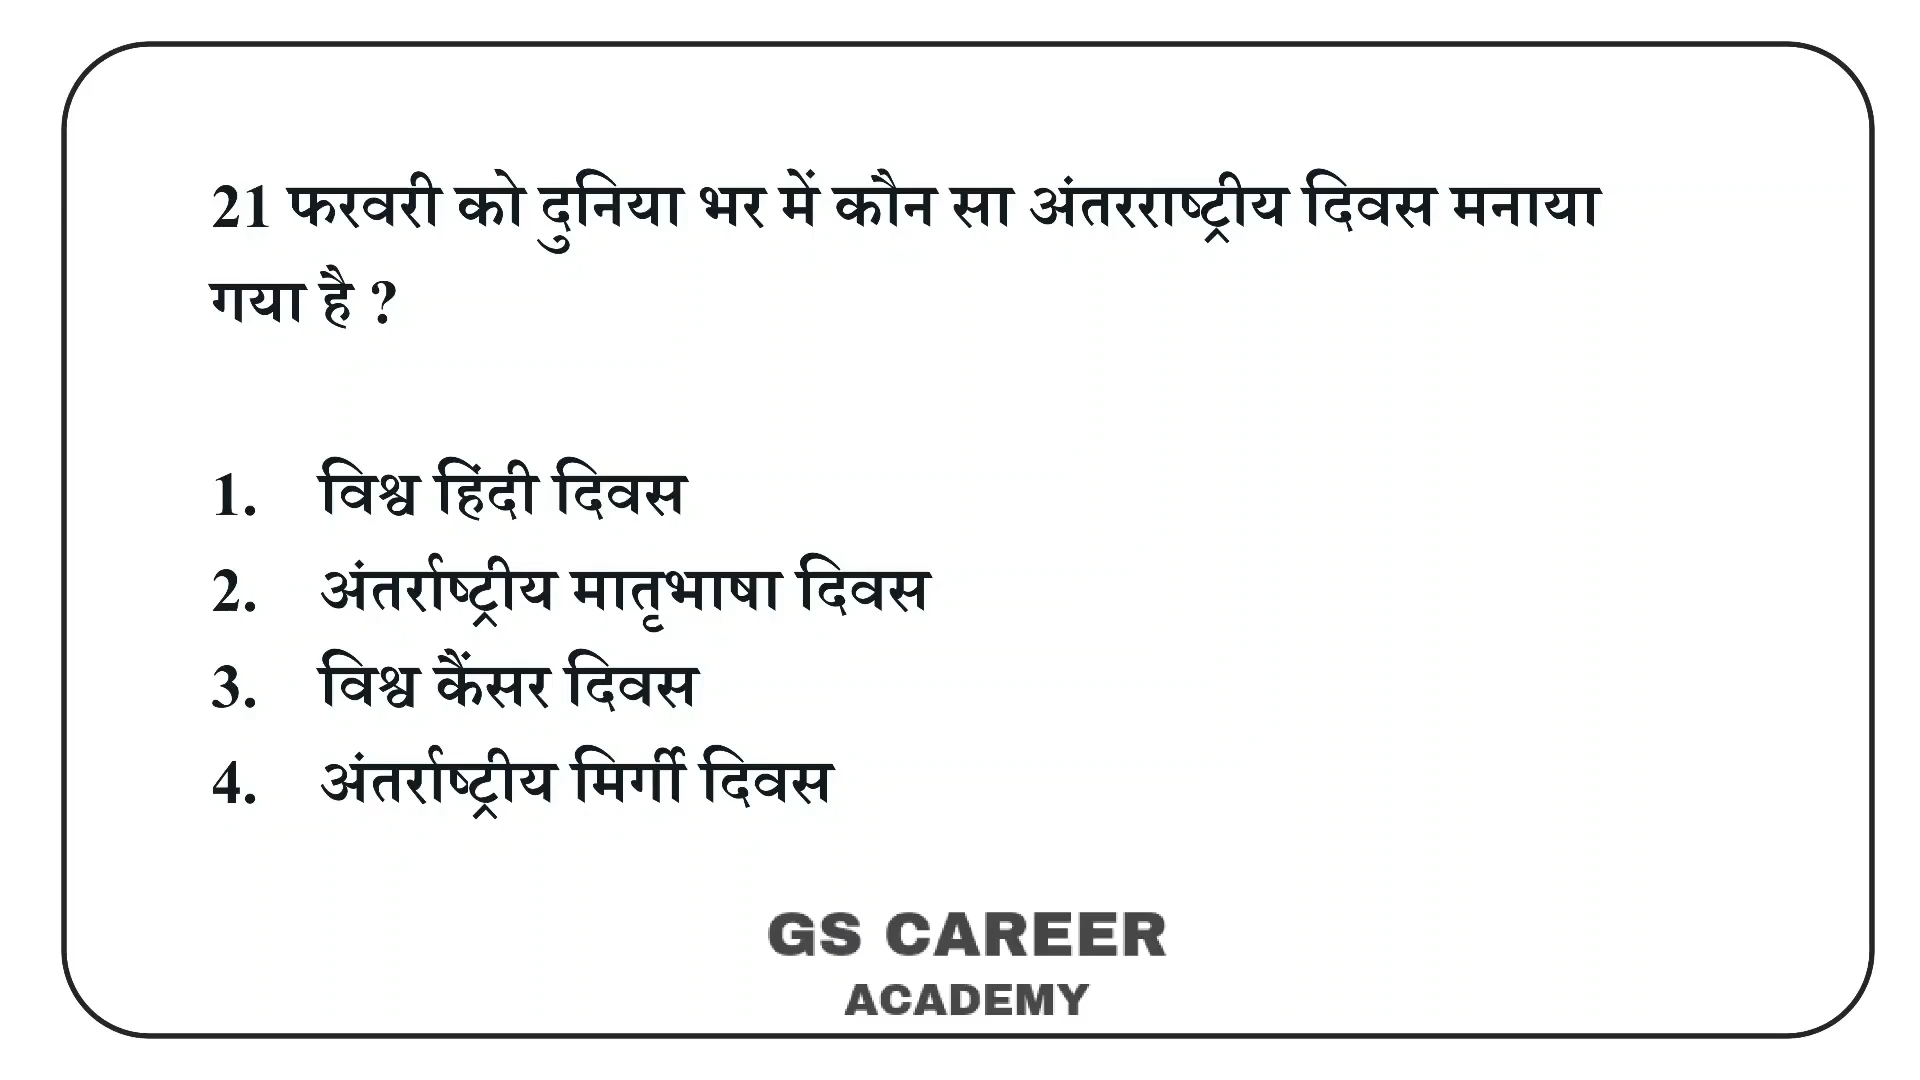 21 फरवरी को दुनिया भर में कौन सा अंतरराष्ट्रीय दिवस मनाया
गया है ?
1. विश्व हिंदी दिवस
2. अंतर्राष्ट्रीय मातृभाषा दिवस
3. विश्व कैंसर दिवस
4. अंतर्राष्ट्रीय मिर्गी दिवस
GS CAREER
ACADEMY